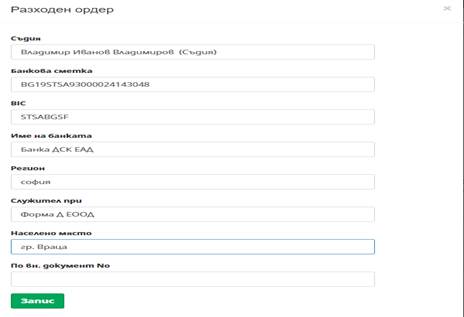 Разходен ордер
Съдия
Владимир Иванов Владимиров (Съдия)
Банкова сметка
BG19STSA93000024143048
BIC
STSABGSF
Име на банката
Банка ДСК ЕАД
Регион
софия
Служител при
Форма Д ЕООД
Населено място
гр. Враца
По вн. документ No
Запис